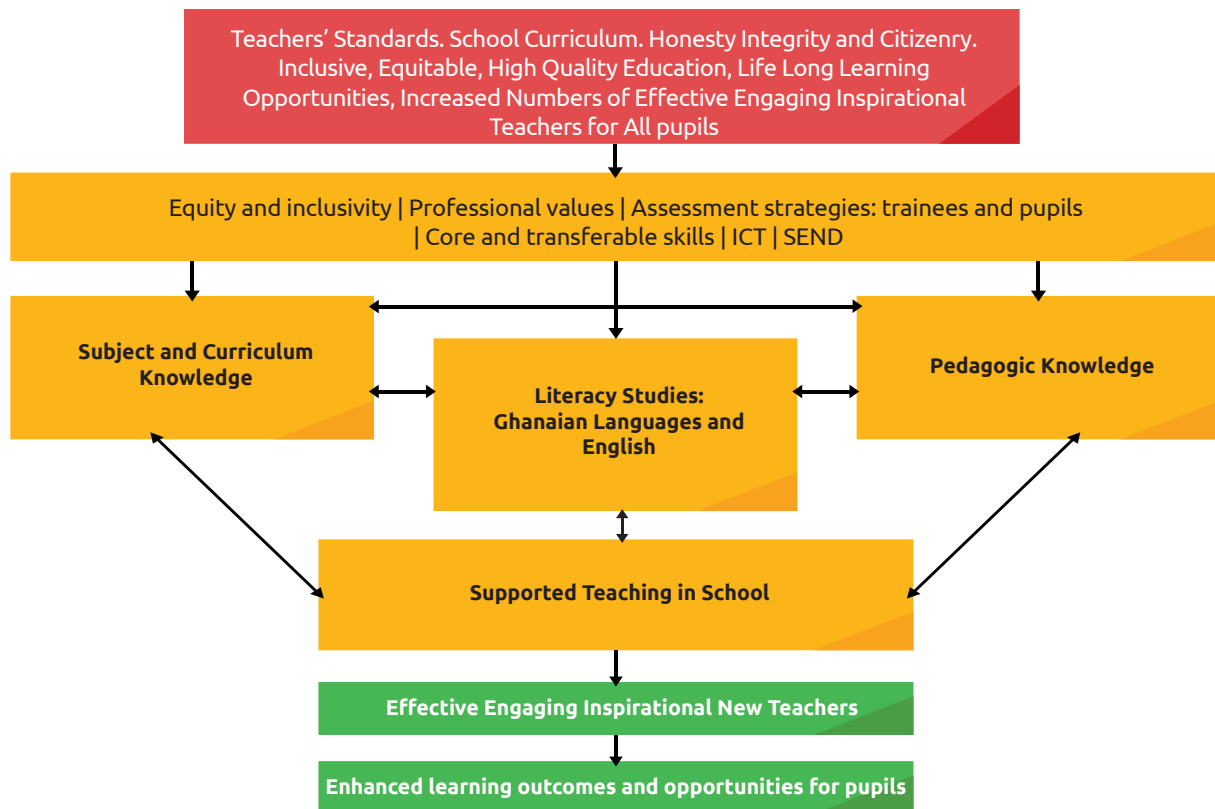 Teachers’ Standards. School Curriculum. Honesty Integrity and Citizenry.
Inclusive, Equitable, High Quality Education, Life Long Learning
Opportunities, Increased Numbers of Effective Engaging Inspirational
Teachers for All pupils
Equity and inclusivity | Professional values | Assessment strategies: trainees and pupils
| Core and transferable skills | ICT | SEND
Subject and Curriculum
Knowledge
Literacy Studies:
Ghanaian Languages and
English
Pedagogic Knowledge
Supported Teaching in School
Effective Engaging Inspirational New Teachers
Enhanced learning outcomes and opportunities for pupils